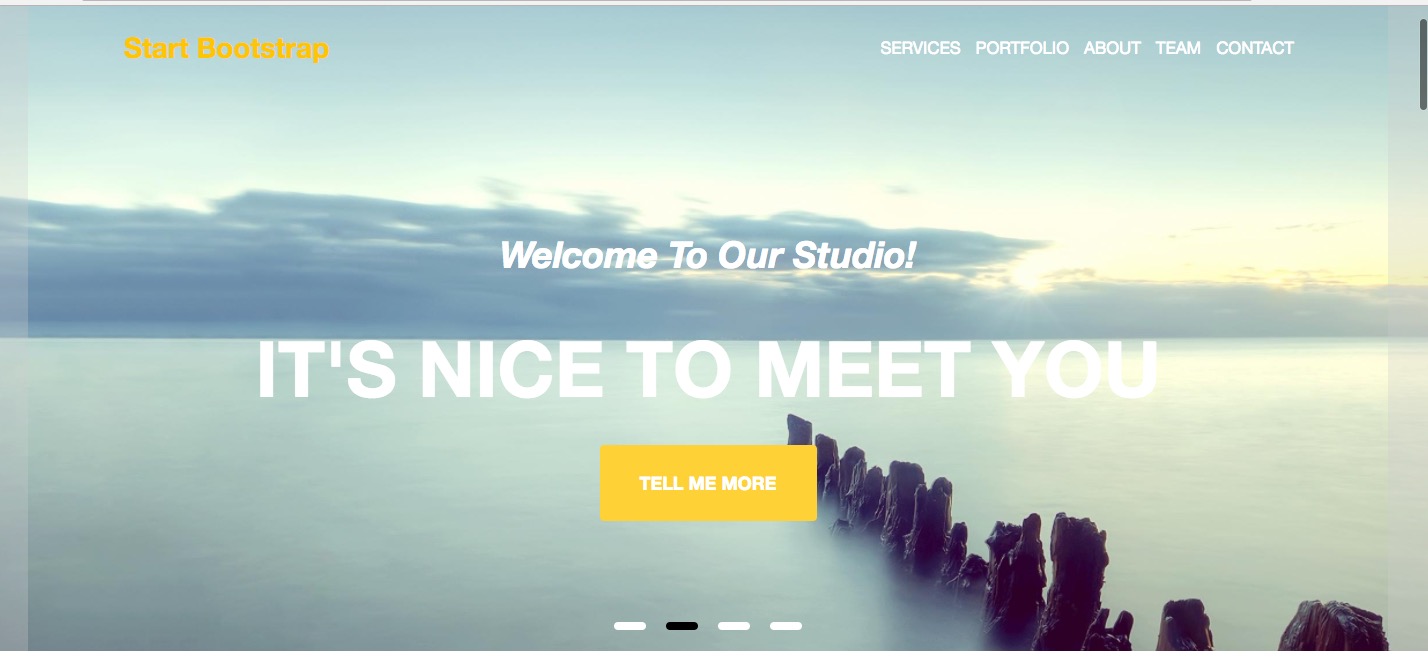 Start Bootstrap
SERVICES PORTFOLIO ABOUT TEAM CONTACT
Welcome To Our Studio!
IT'S NICE TO MEET YOU
TELL ME MORE